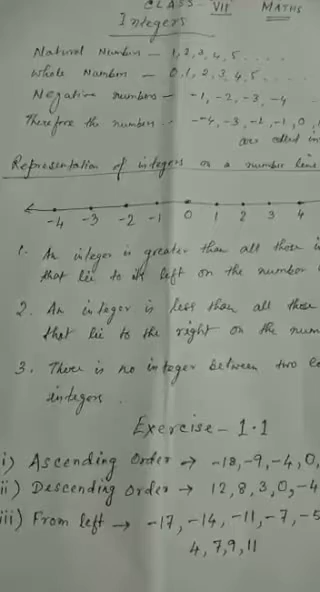 CLASS - VII MATHS
Integers
Natural Numbers - 1, 2, 3, 4, 5 . . . .
Whole Numbers - 0, 1, 2, 3, 4, 5 . . . .
Negative numbers - -1, -2, -3, -4
Therefore the numbers - --4, -3, -2, -1, 0, 1
are called in
Representation of integers on a number line
-4 -3 -2 -1 0 1 2 3 4
1. An integer is greater than all those i
that lie to its left on the number
2. An integer is less than all those
that lie to the right on the num
3. There is no integer between two co
integers.
Exercise - 1.1
i) Ascending Order → -18, -9, -4, 0,
ii) Descending order → 12, 8, 3, 0, -4
iii) From left → -17, -14, -11, -7, -5
4, 7, 9, 11